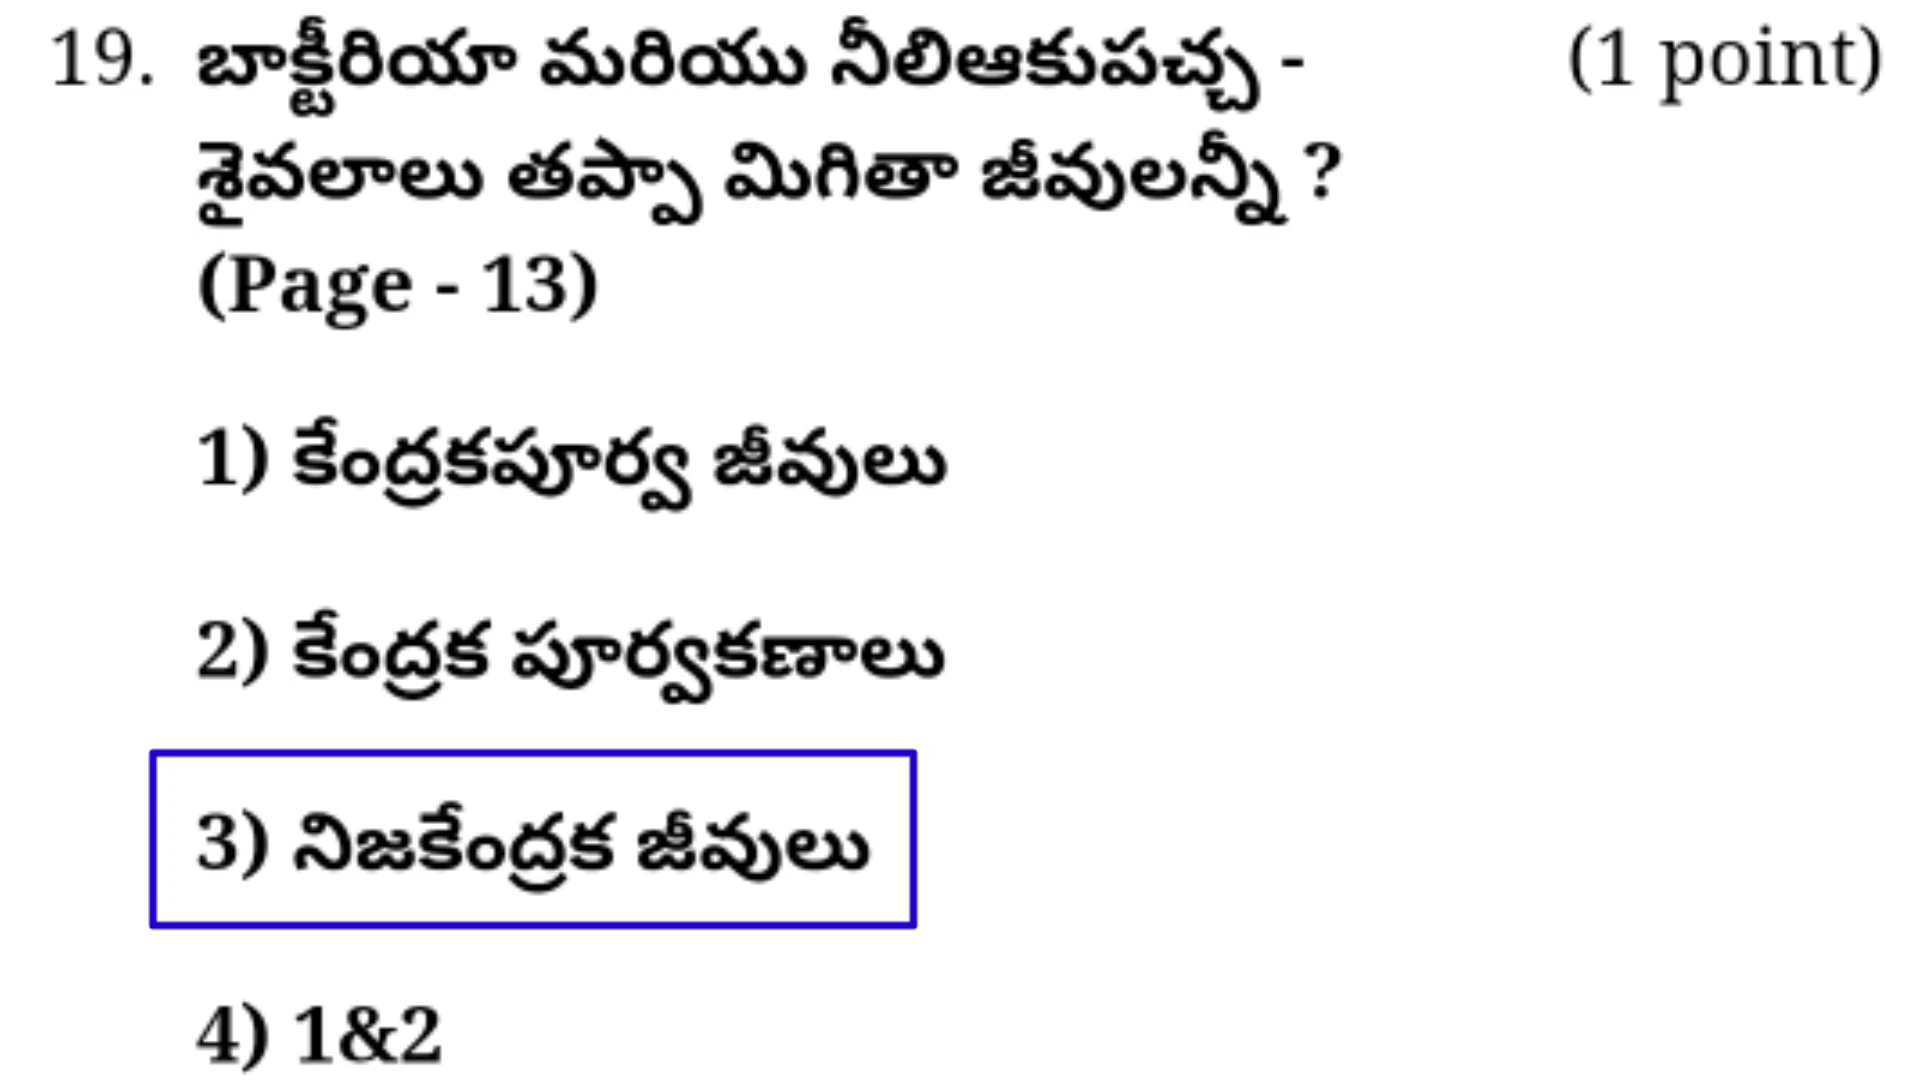 19. బాక్టీరియా మరియు నీలిఆకుపచ్చ - (1 point)
శైవలాలు తప్పా మిగితా జీవులన్నీ ?
(Page - 13)
1) కేంద్రకపూర్వ జీవులు
2) కేంద్రక పూర్వకణాలు
3) నిజకేంద్రక జీవులు
4) 1&2